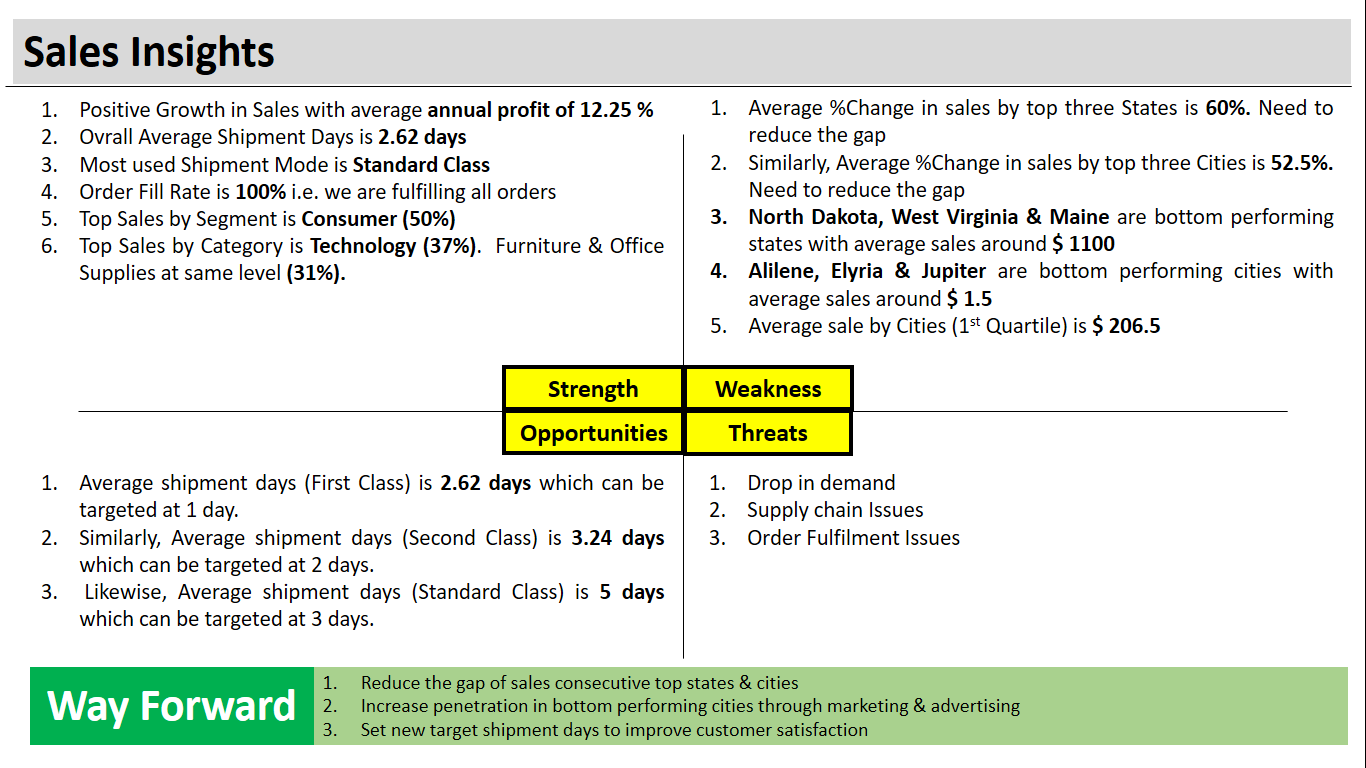 Sales Insights
1. Positive Growth in Sales with average annual profit of 12.25 %
2. Ovrall Average Shipment Days is 2.62 days
3. Most used Shipment Mode is Standard Class
4. Order Fill Rate is 100% i.e. we are fulfilling all orders
5. Top Sales by Segment is Consumer (50%)
6. Top Sales by Category is Technology (37%). Furniture & Office
Supplies at same level (31%).
1. Average %Change in sales by top three States is 60%. Need to
reduce the gap
2. Similarly, Average %Change in sales by top three Cities is 52.5%.
Need to reduce the gap
3. North Dakota, West Virginia & Maine are bottom performing
states with average sales around $ 1100
4. Alilene, Elyria & Jupiter are bottom performing cities with
average sales around $ 1.5
5. Average sale by Cities (1st Quartile) is $ 206.5
Strength
Weakness
Opportunities
Threats
1. Average shipment days (First Class) is 2.62 days which can be
targeted at 1 day.
2. Similarly, Average shipment days (Second Class) is 3.24 days
which can be targeted at 2 days.
3. Likewise, Average shipment days (Standard Class) is 5 days
which can be targeted at 3 days.
1. Drop in demand
2. Supply chain Issues
3. Order Fulfilment Issues
Way Forward
1. Reduce the gap of sales consecutive top states & cities
2. Increase penetration in bottom performing cities through marketing & advertising
3. Set new target shipment days to improve customer satisfaction